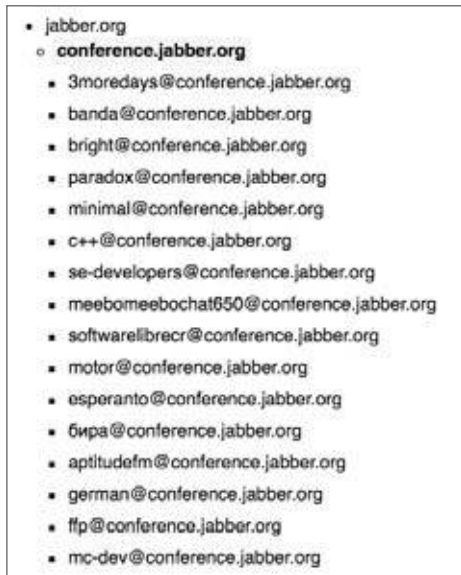 jabber.org
conference.jabber.org
3moredays@conference.jabber.org
banda@conference.jabber.org
bright@conference.jabber.org
paradox@conference.jabber.org
minimal@conference.jabber.org
c++@conference.jabber.org
se-developers@conference.jabber.org
meebomeebochat650@conference.jabber.org
softwarelibrecr@conference.jabber.org
motor@conference.jabber.org
esperanto@conference.jabber.org
бира@conference.jabber.org
aptitudefm@conference.jabber.org
german@conference.jabber.org
ffp@conference.jabber.org
mc-dev@conference.jabber.org